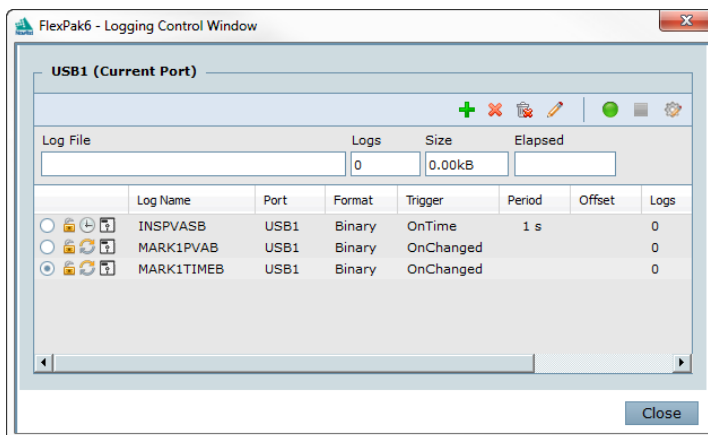 FlexPak6 - Logging Control Window
USB1 (Current Port)
Log File Logs Size Elapsed
0 0.00kB
Log Name Port Format Trigger Period Offset Logs
INSPVASB USB1 Binary OnTime 1 s 0
MARK1PVAB USB1 Binary OnChanged 0
MARK1TIMEB USB1 Binary OnChanged 0
Close